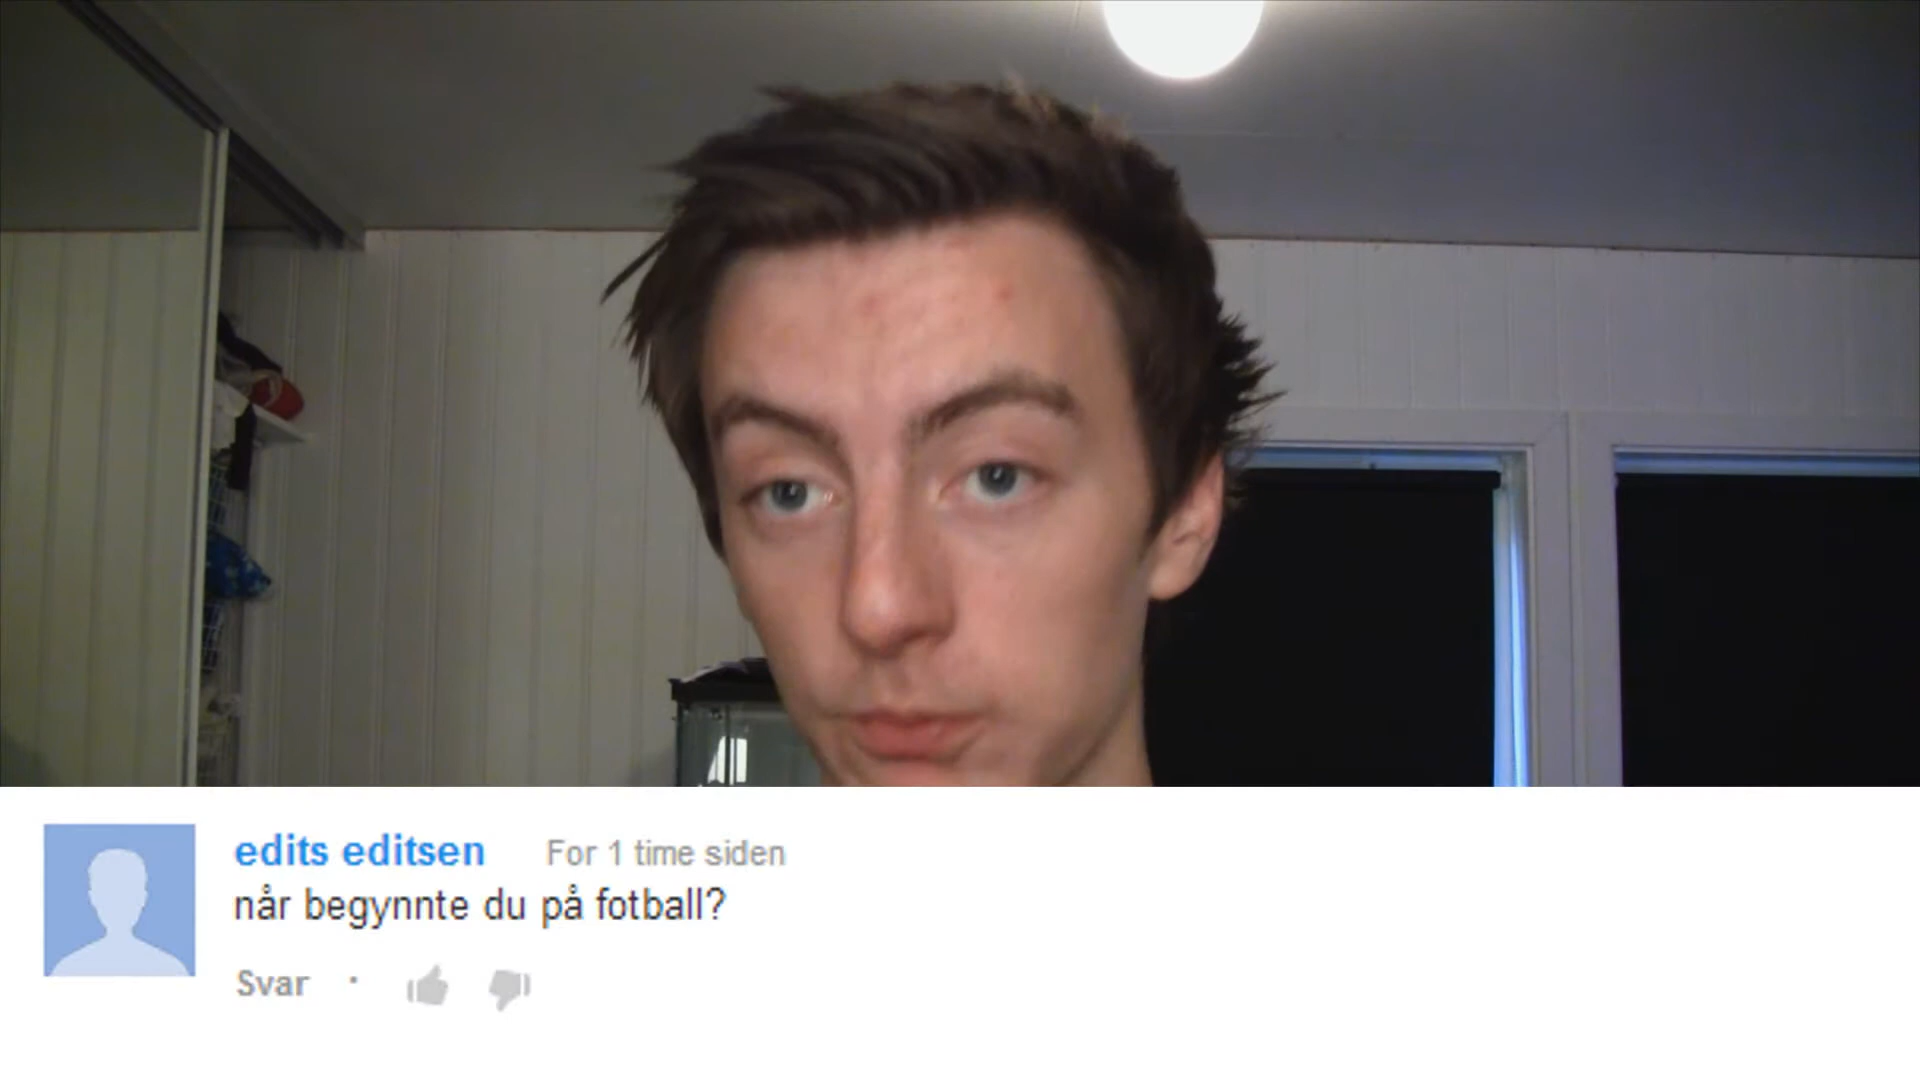 edits editsen For 1 time siden
når begynnte du på fotball?
Svar ·